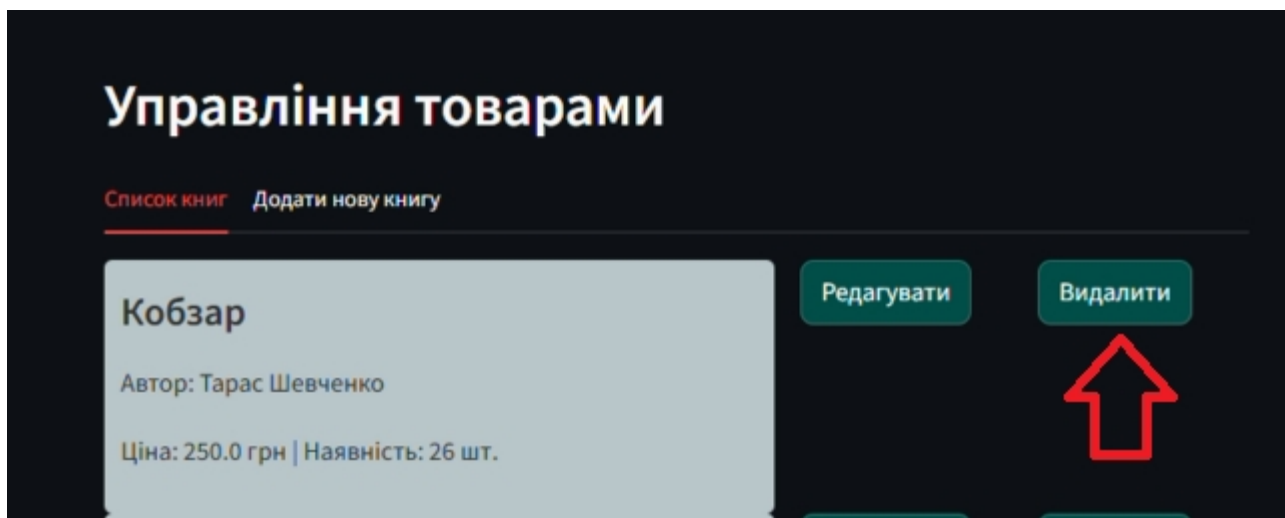 Управління товарами
Список книг Додати нову книгу
Кобзар
Редагувати Видалити
Автор: Тарас Шевченко
Ціна: 250.0 грн | Наявність: 26 шт.